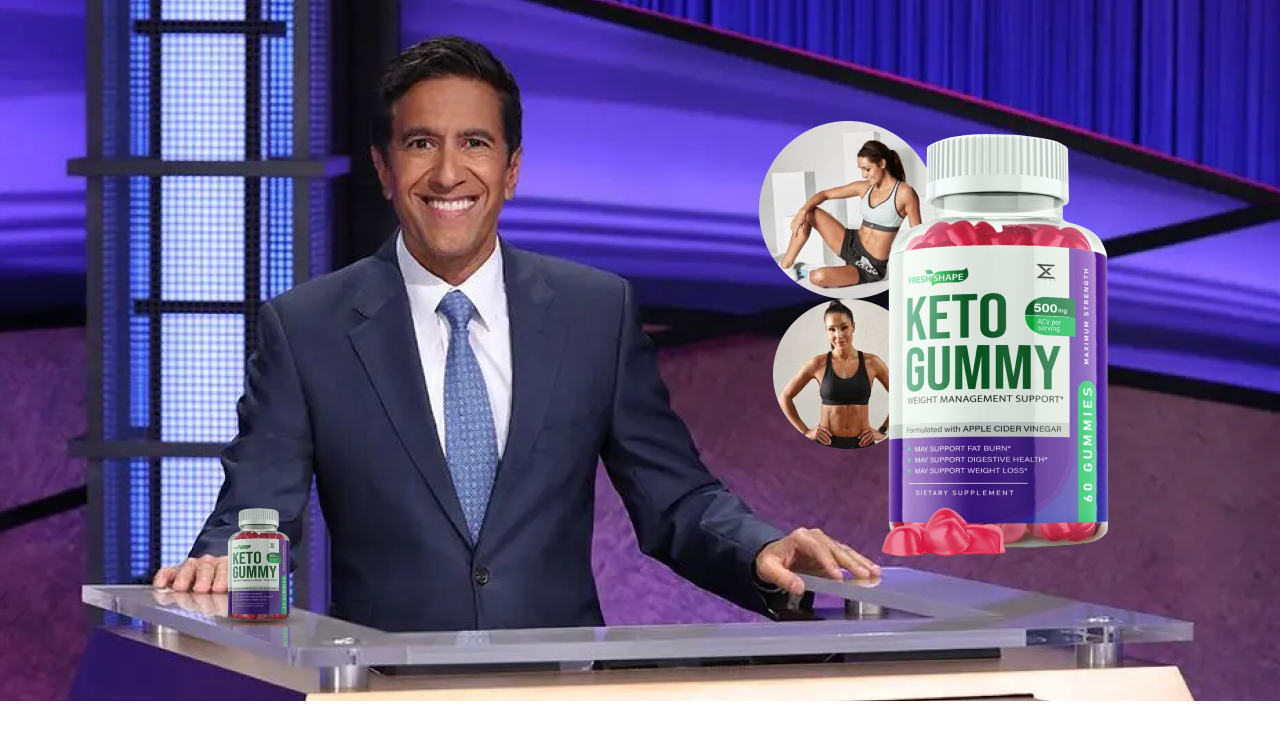 FRESH SHAPE
KETO
GUMMY
WEIGHT MANAGEMENT SUPPORT*
500mg
ACV per
serving
Formulated with APPLE CIDER VINEGAR
MAY SUPPORT FAT BURN*
MAY SUPPORT DIGESTIVE HEALTH*
MAY SUPPORT WEIGHT LOSS*
DIETARY SUPPLEMENT
MAXIMUM STRENGTH
60 GUMMIES
KETO
GUMMY